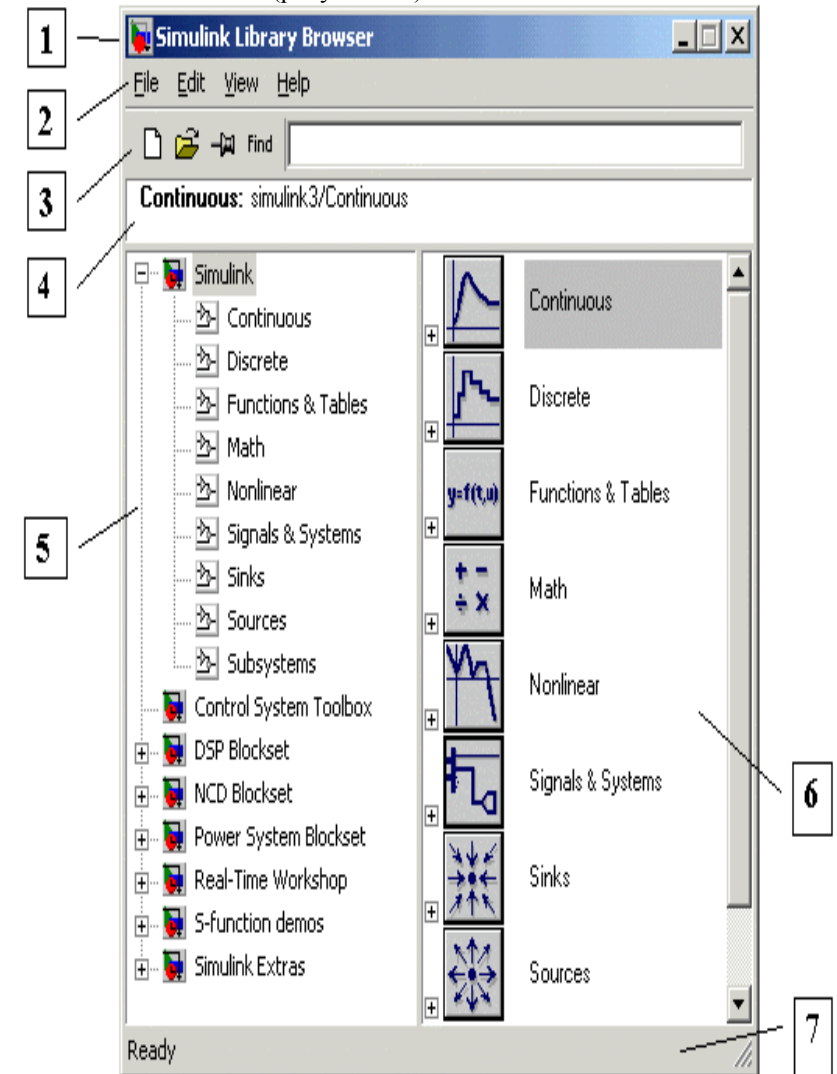 1
Simulink Library Browser
2
File Edit View Help
3
Find
4
Continuous: simulink3/Continuous
5
Simulink
Continuous
Discrete
Functions & Tables
Math
Nonlinear
Signals & Systems
Sinks
Sources
Subsystems
Control System Toolbox
DSP Blockset
NCD Blockset
Power System Blockset
Real-Time Workshop
S-function demos
Simulink Extras
6
Continuous
Discrete
y=f(t,u)
Functions & Tables
+ −
÷ ×
Math
Nonlinear
Signals & Systems
Sinks
Sources
7
Ready